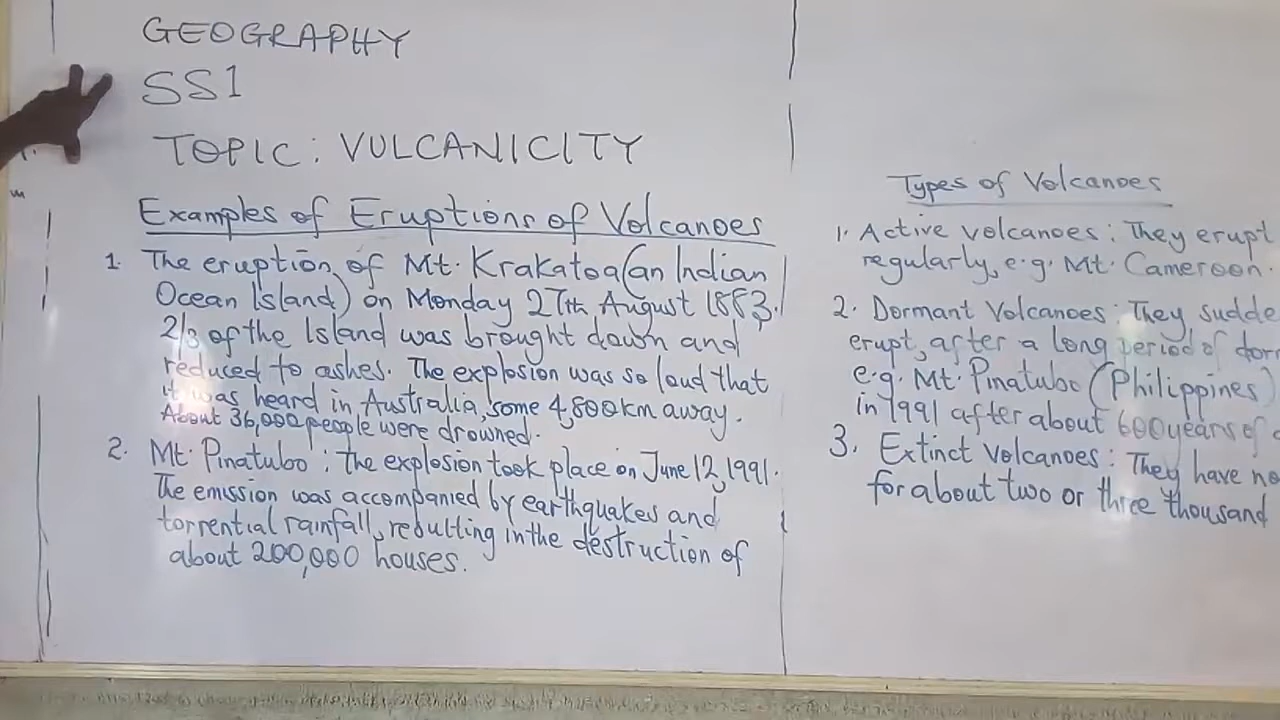 GEOGRAPHY
SS1
TOPIC: VULCANICITY
Examples of Eruptions of Volcanoes
1. The eruption of Mt. Krakatoa (an Indian
Ocean Island) on Monday 27th August 1883.
2/3 of the Island was brought down and
reduced to ashes. The explosion was so loud that
it was heard in Australia, some 4,800km away.
About 36,000 people were drowned.
2. Mt. Pinatubo: The explosion took place on June 12, 1991.
The emission was accompanied by earthquakes and
torrential rainfall, resulting in the destruction of
about 200,000 houses.
Types of Volcanoes
1. Active volcanoes: They erupt
regularly, e.g. Mt. Cameroon.
2. Dormant Volcanoes: They sudde
erupt, after a long period of dor
e.g. Mt. Pinatubo (Philippines)
in 1991 after about 600 years of
3. Extinct Volcanoes: They have no
for about two or three thousand